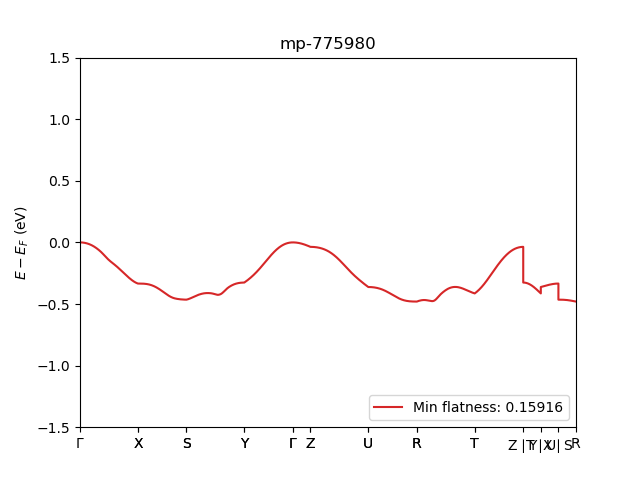 mp-775980
E − E_F (eV)
1.5
1.0
0.5
0.0
−0.5
−1.0
−1.5
Min flatness: 0.15916
Γ X S Y Γ Z U R T Z | T Y | X U | S R